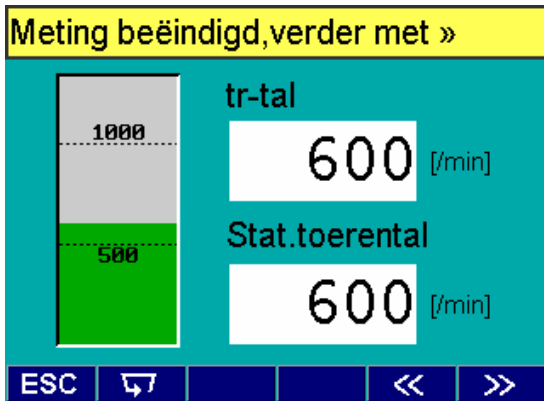 Meting beëindigd,verder met »
tr-tal
1000
600 [/min]
Stat.toerental
500
600 [/min]
ESC << >>